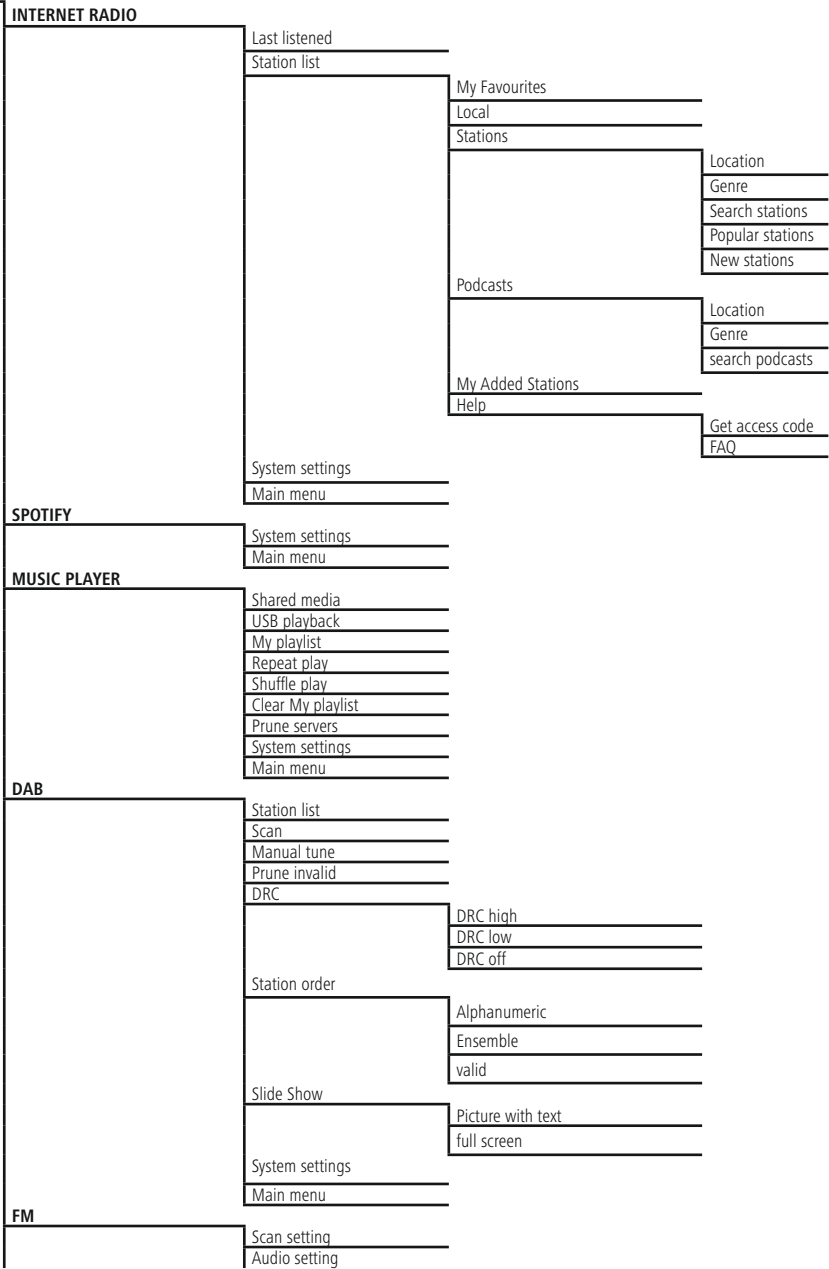 INTERNET RADIO
Last listened
Station list
My Favourites
Local
Stations
Location
Genre
Search stations
Popular stations
New stations
Podcasts
Location
Genre
search podcasts
My Added Stations
Help
Get access code
FAQ
System settings
Main menu
SPOTIFY
System settings
Main menu
MUSIC PLAYER
Shared media
USB playback
My playlist
Repeat play
Shuffle play
Clear My playlist
Prune servers
System settings
Main menu
DAB
Station list
Scan
Manual tune
Prune invalid
DRC
DRC high
DRC low
DRC off
Station order
Alphanumeric
Ensemble
valid
Slide Show
Picture with text
full screen
System settings
Main menu
FM
Scan setting
Audio setting